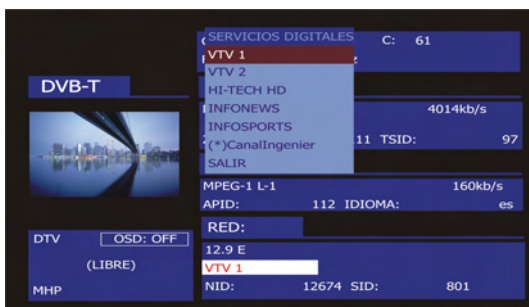 SERVICIOS DIGITALES
VTV 1
VTV 2
HI-TECH HD
INFONEWS
INFOSPORTS
(*)CanalIngenier
SALIR
C: 61
DVB-T
4014kb/s
11 TSID: 97
MPEG-1 L-1 160kb/s
APID: 112 IDIOMA: es
RED:
12.9 E
VTV 1
NID: 12674 SID: 801
DTV OSD: OFF
(LIBRE)
MHP